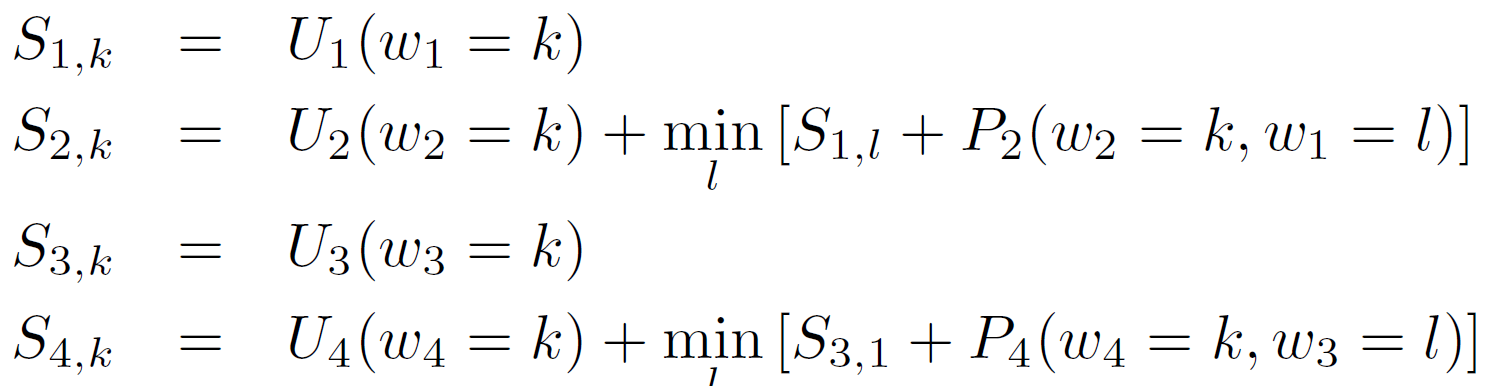 S_{1,k} = U_1(w_1 = k)
S_{2,k} = U_2(w_2 = k) + \min_l [S_{1,l} + P_2(w_2 = k, w_1 = l)]
S_{3,k} = U_3(w_3 = k)
S_{4,k} = U_4(w_4 = k) + \min_l [S_{3,1} + P_4(w_4 = k, w_3 = l)]